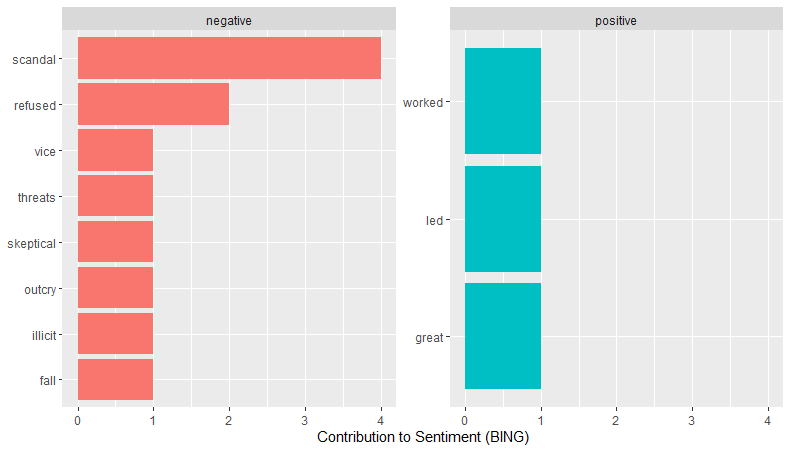 negative
scandal
refused
vice
threats
skeptical
outcry
illicit
fall
0 1 2 3 4
positive
worked
led
great
0 1 2 3 4
Contribution to Sentiment (BING)